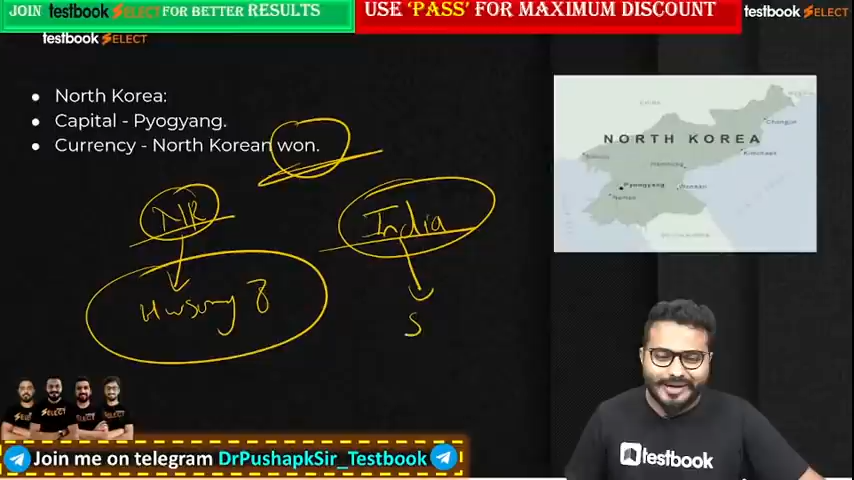 JOIN testbook SELECT FOR BETTER RESULTS
USE ‘PASS’ FOR MAXIMUM DISCOUNT
testbook SELECT
testbook SELECT
• North Korea:
• Capital - Pyogyang.
• Currency - North Korean won.
NORTH KOREA
Pyongyang
NK
India
Hwsong 8
S
SELECT
testbook
Join me on telegram DrPushapkSir_Testbook